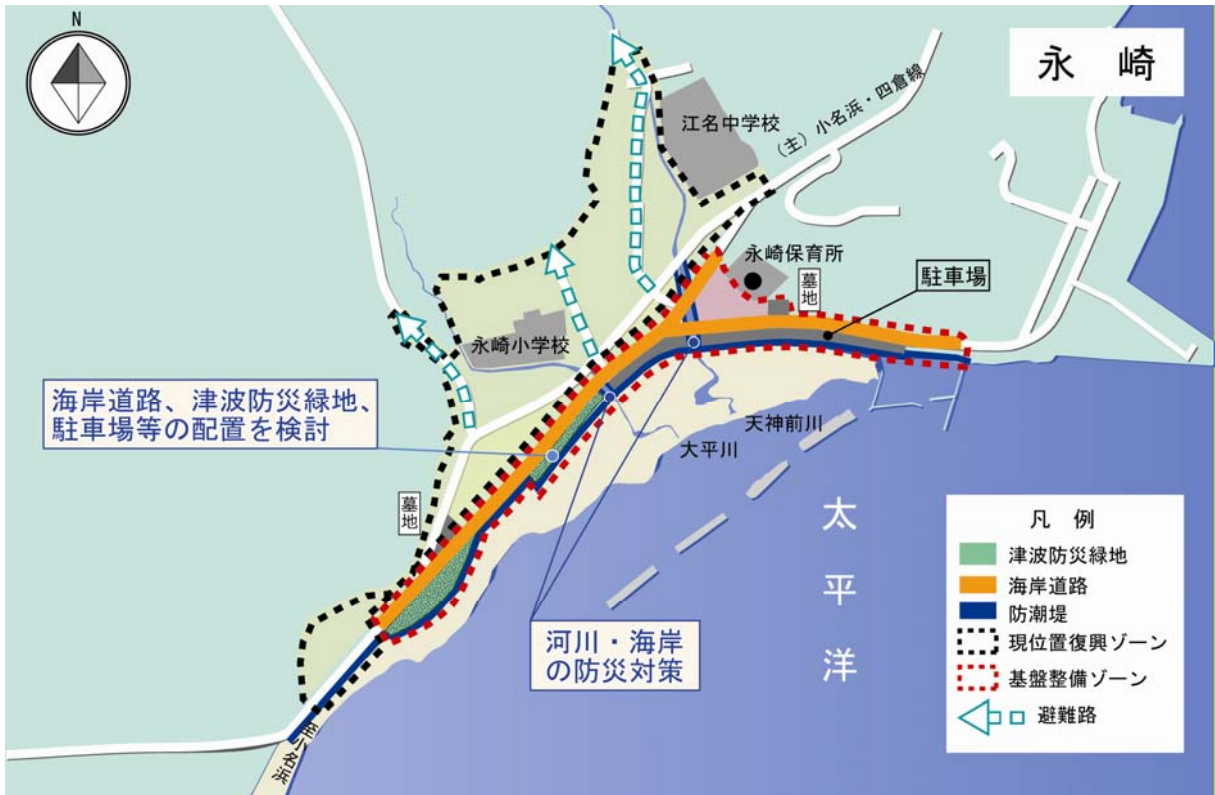 N
永 崎
江名中学校
(主)小名浜・四倉線
永崎保育所
墓地
駐車場
永崎小学校
海岸道路、津波防災緑地、
駐車場等の配置を検討
天神前川
大平川
墓地
太平洋
河川・海岸
の防災対策
至小名浜
凡 例
津波防災緑地
海岸道路
防潮堤
現位置復興ゾーン
基盤整備ゾーン
避難路